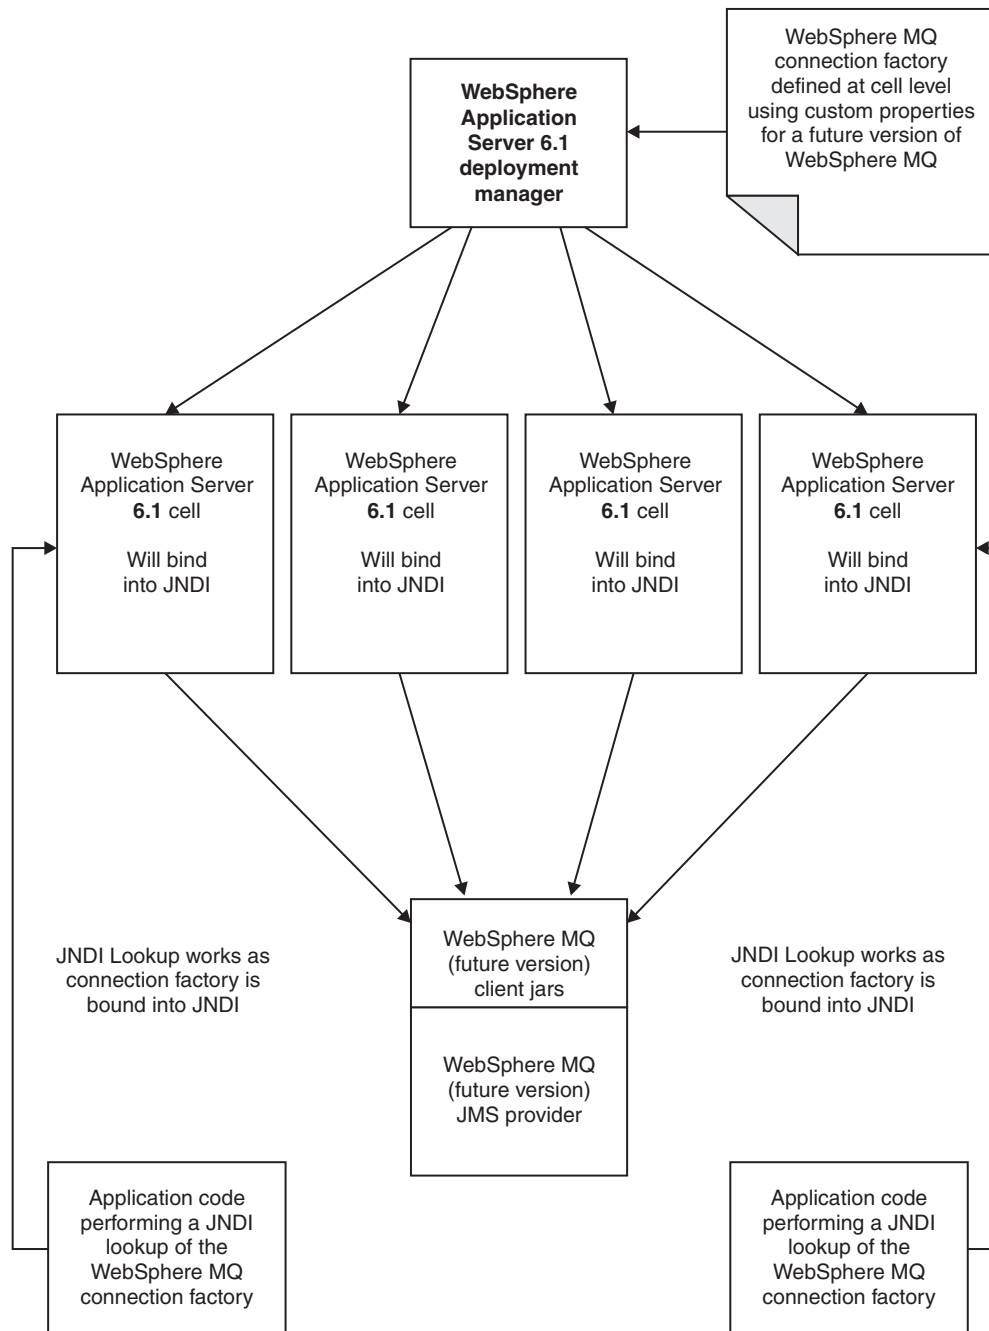 WebSphere MQ
connection factory
defined at cell level
using custom properties
for a future version of
WebSphere MQ
WebSphere
Application
Server 6.1
deployment
manager
WebSphere
Application Server
6.1 cell
Will bind
into JNDI
WebSphere
Application Server
6.1 cell
Will bind
into JNDI
WebSphere
Application Server
6.1 cell
Will bind
into JNDI
WebSphere
Application Server
6.1 cell
Will bind
into JNDI
JNDI Lookup works as
connection factory is
bound into JNDI
WebSphere MQ
(future version)
client jars
WebSphere MQ
(future version)
JMS provider
JNDI Lookup works as
connection factory is
bound into JNDI
Application code
performing a JNDI
lookup of the
WebSphere MQ
connection factory
Application code
performing a JNDI
lookup of the
WebSphere MQ
connection factory